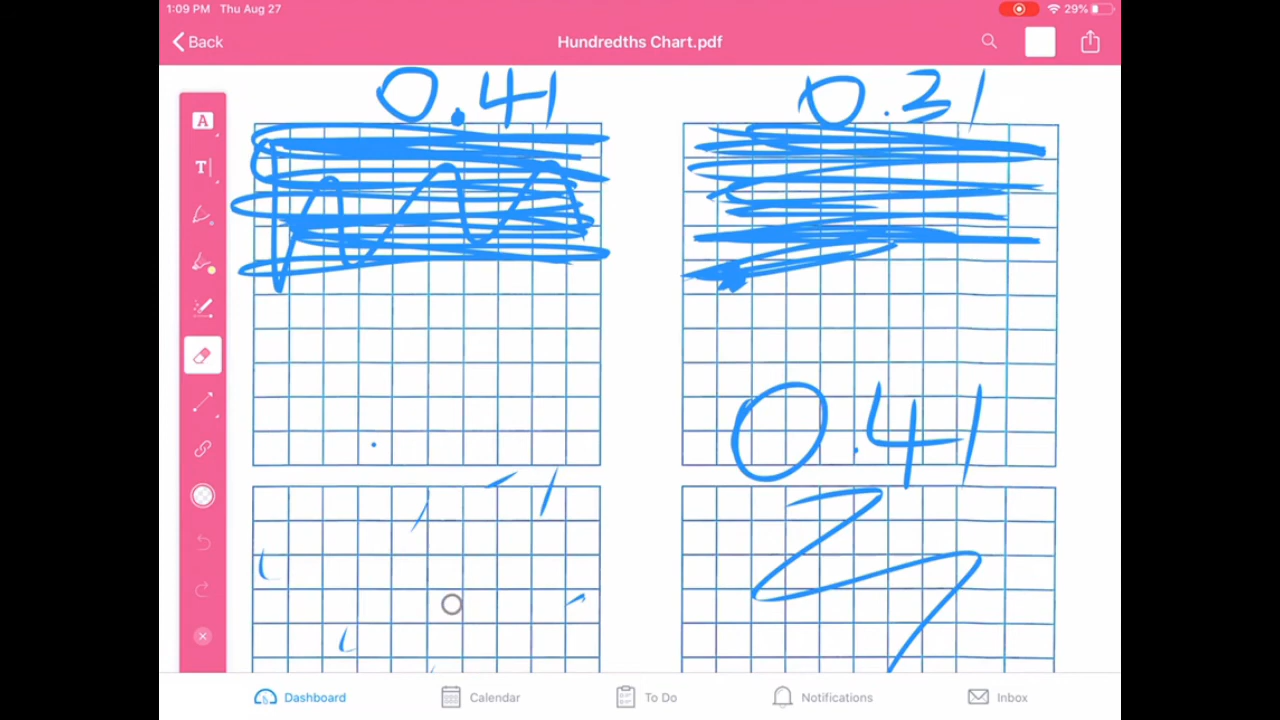 1:09 PM Thu Aug 27 29%
Back Hundredths Chart.pdf
A
T
0.41 0.31
0.41
Dashboard Calendar To Do Notifications Inbox